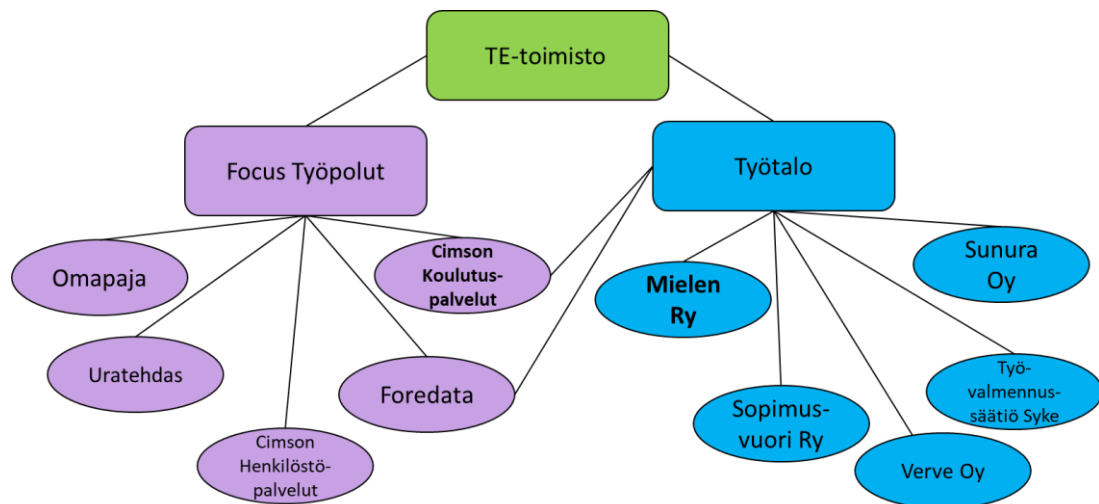 TE-toimisto
Focus Työpolut
Työtalo
Omapaja
Cimson
Koulutus-
palvelut
Mielen
Ry
Sunura
Oy
Uratehdas
Foredata
Cimson
Henkilöstö-
palvelut
Sopimus-
vuori Ry
Verve Oy
Työ-
valmennus-
säätiö Syke